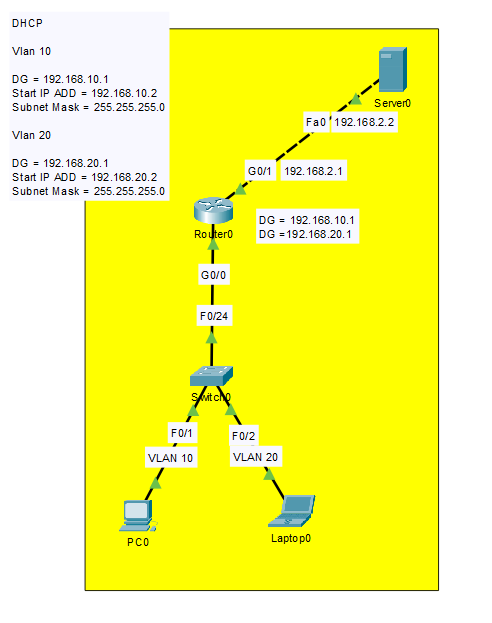 DHCP
Vlan 10
DG = 192.168.10.1
Start IP ADD = 192.168.10.2
Subnet Mask = 255.255.255.0
Vlan 20
DG = 192.168.20.1
Start IP ADD = 192.168.20.2
Subnet Mask = 255.255.255.0
Server0
Fa0 192.168.2.2
G0/1 192.168.2.1
DG = 192.168.10.1
DG =192.168.20.1
Router0
G0/0
F0/24
Switch0
F0/1
F0/2
VLAN 10
VLAN 20
PC0
Laptop0